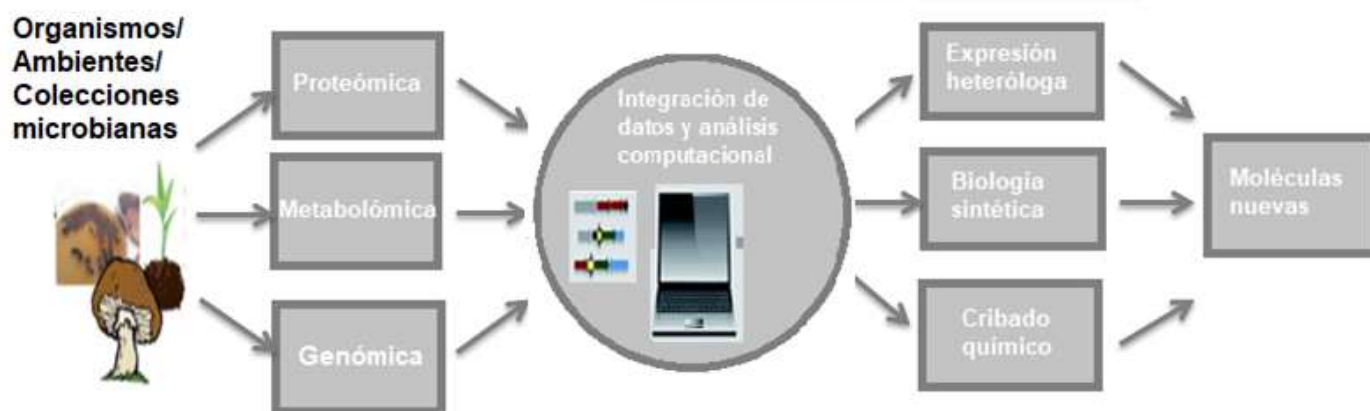 Organismos/
Ambientes/
Colecciones
microbianas
Proteómica
Metabolómica
Genómica
Integración de
datos y análisis
computacional
Expresión
heteróloga
Biología
sintética
Cribado
químico
Moléculas
nuevas